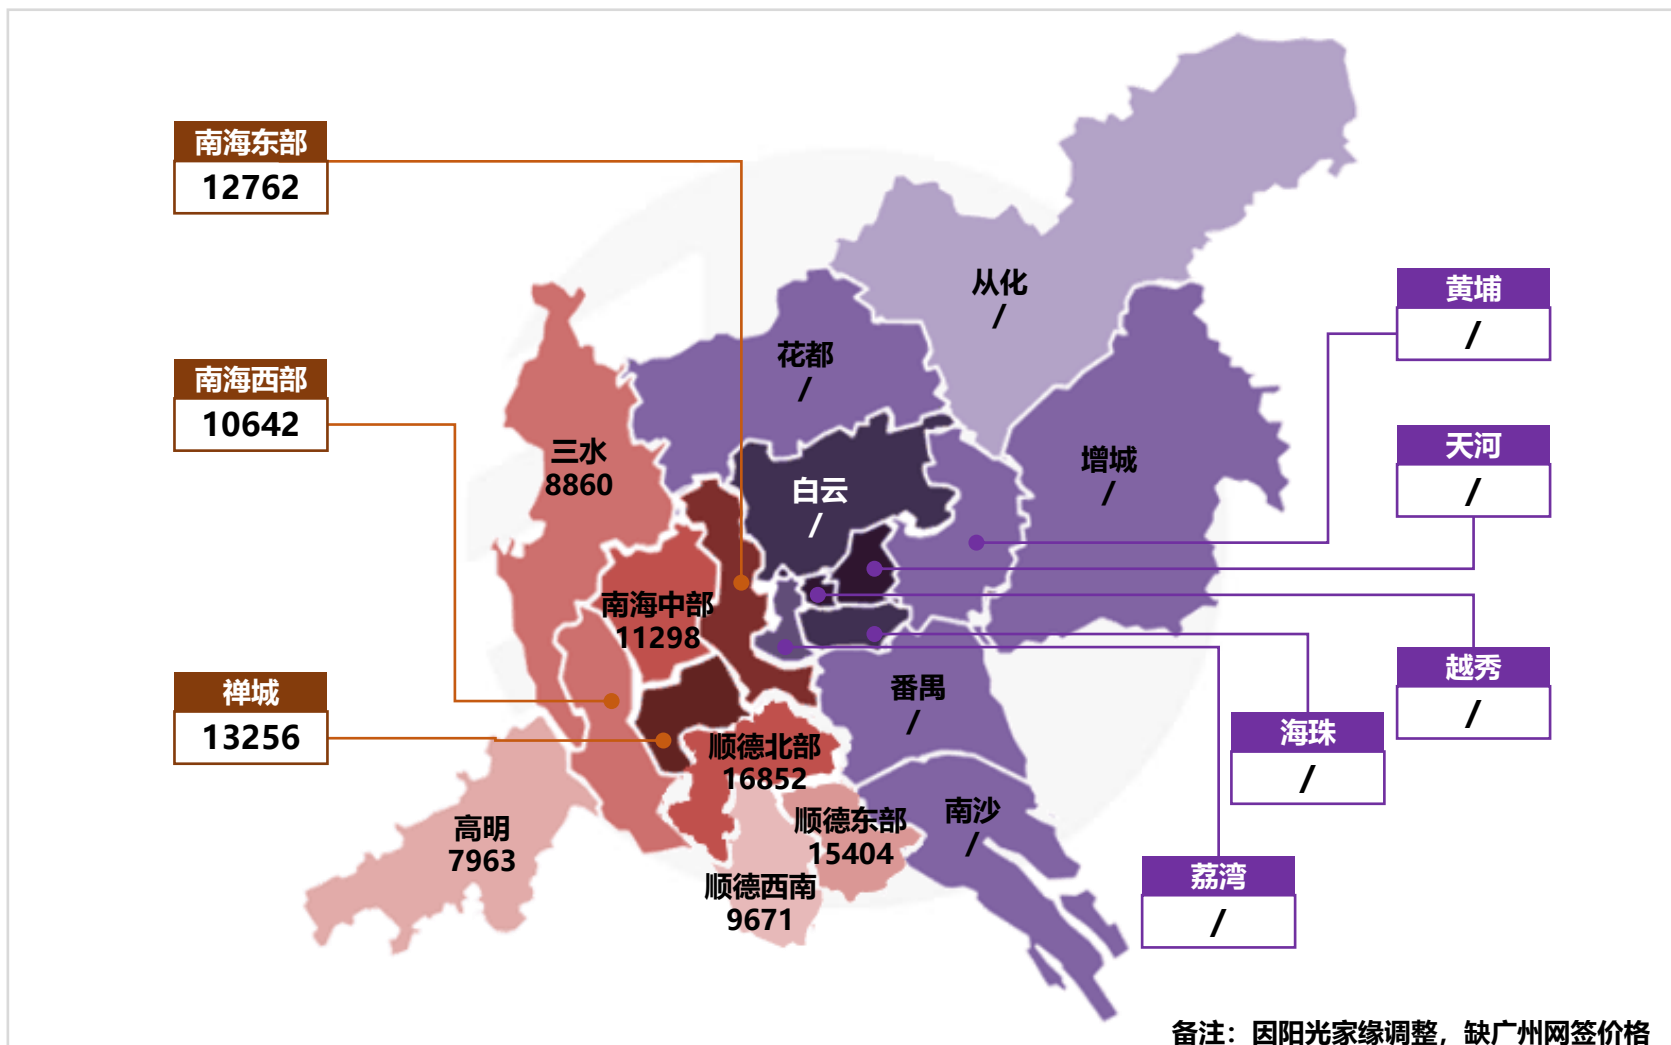 南海东部
12762
从化
/
黄埔
/
花都
/
南海西部
10642
天河
/
三水
8860
增城
/
白云
/
南海中部
11298
越秀
/
禅城
13256
番禺
/
海珠
/
顺德北部
16852
南沙
/
顺德东部
15404
高明
7963
荔湾
/
顺德西南
9671
备注：因阳光家缘调整，缺广州网签价格